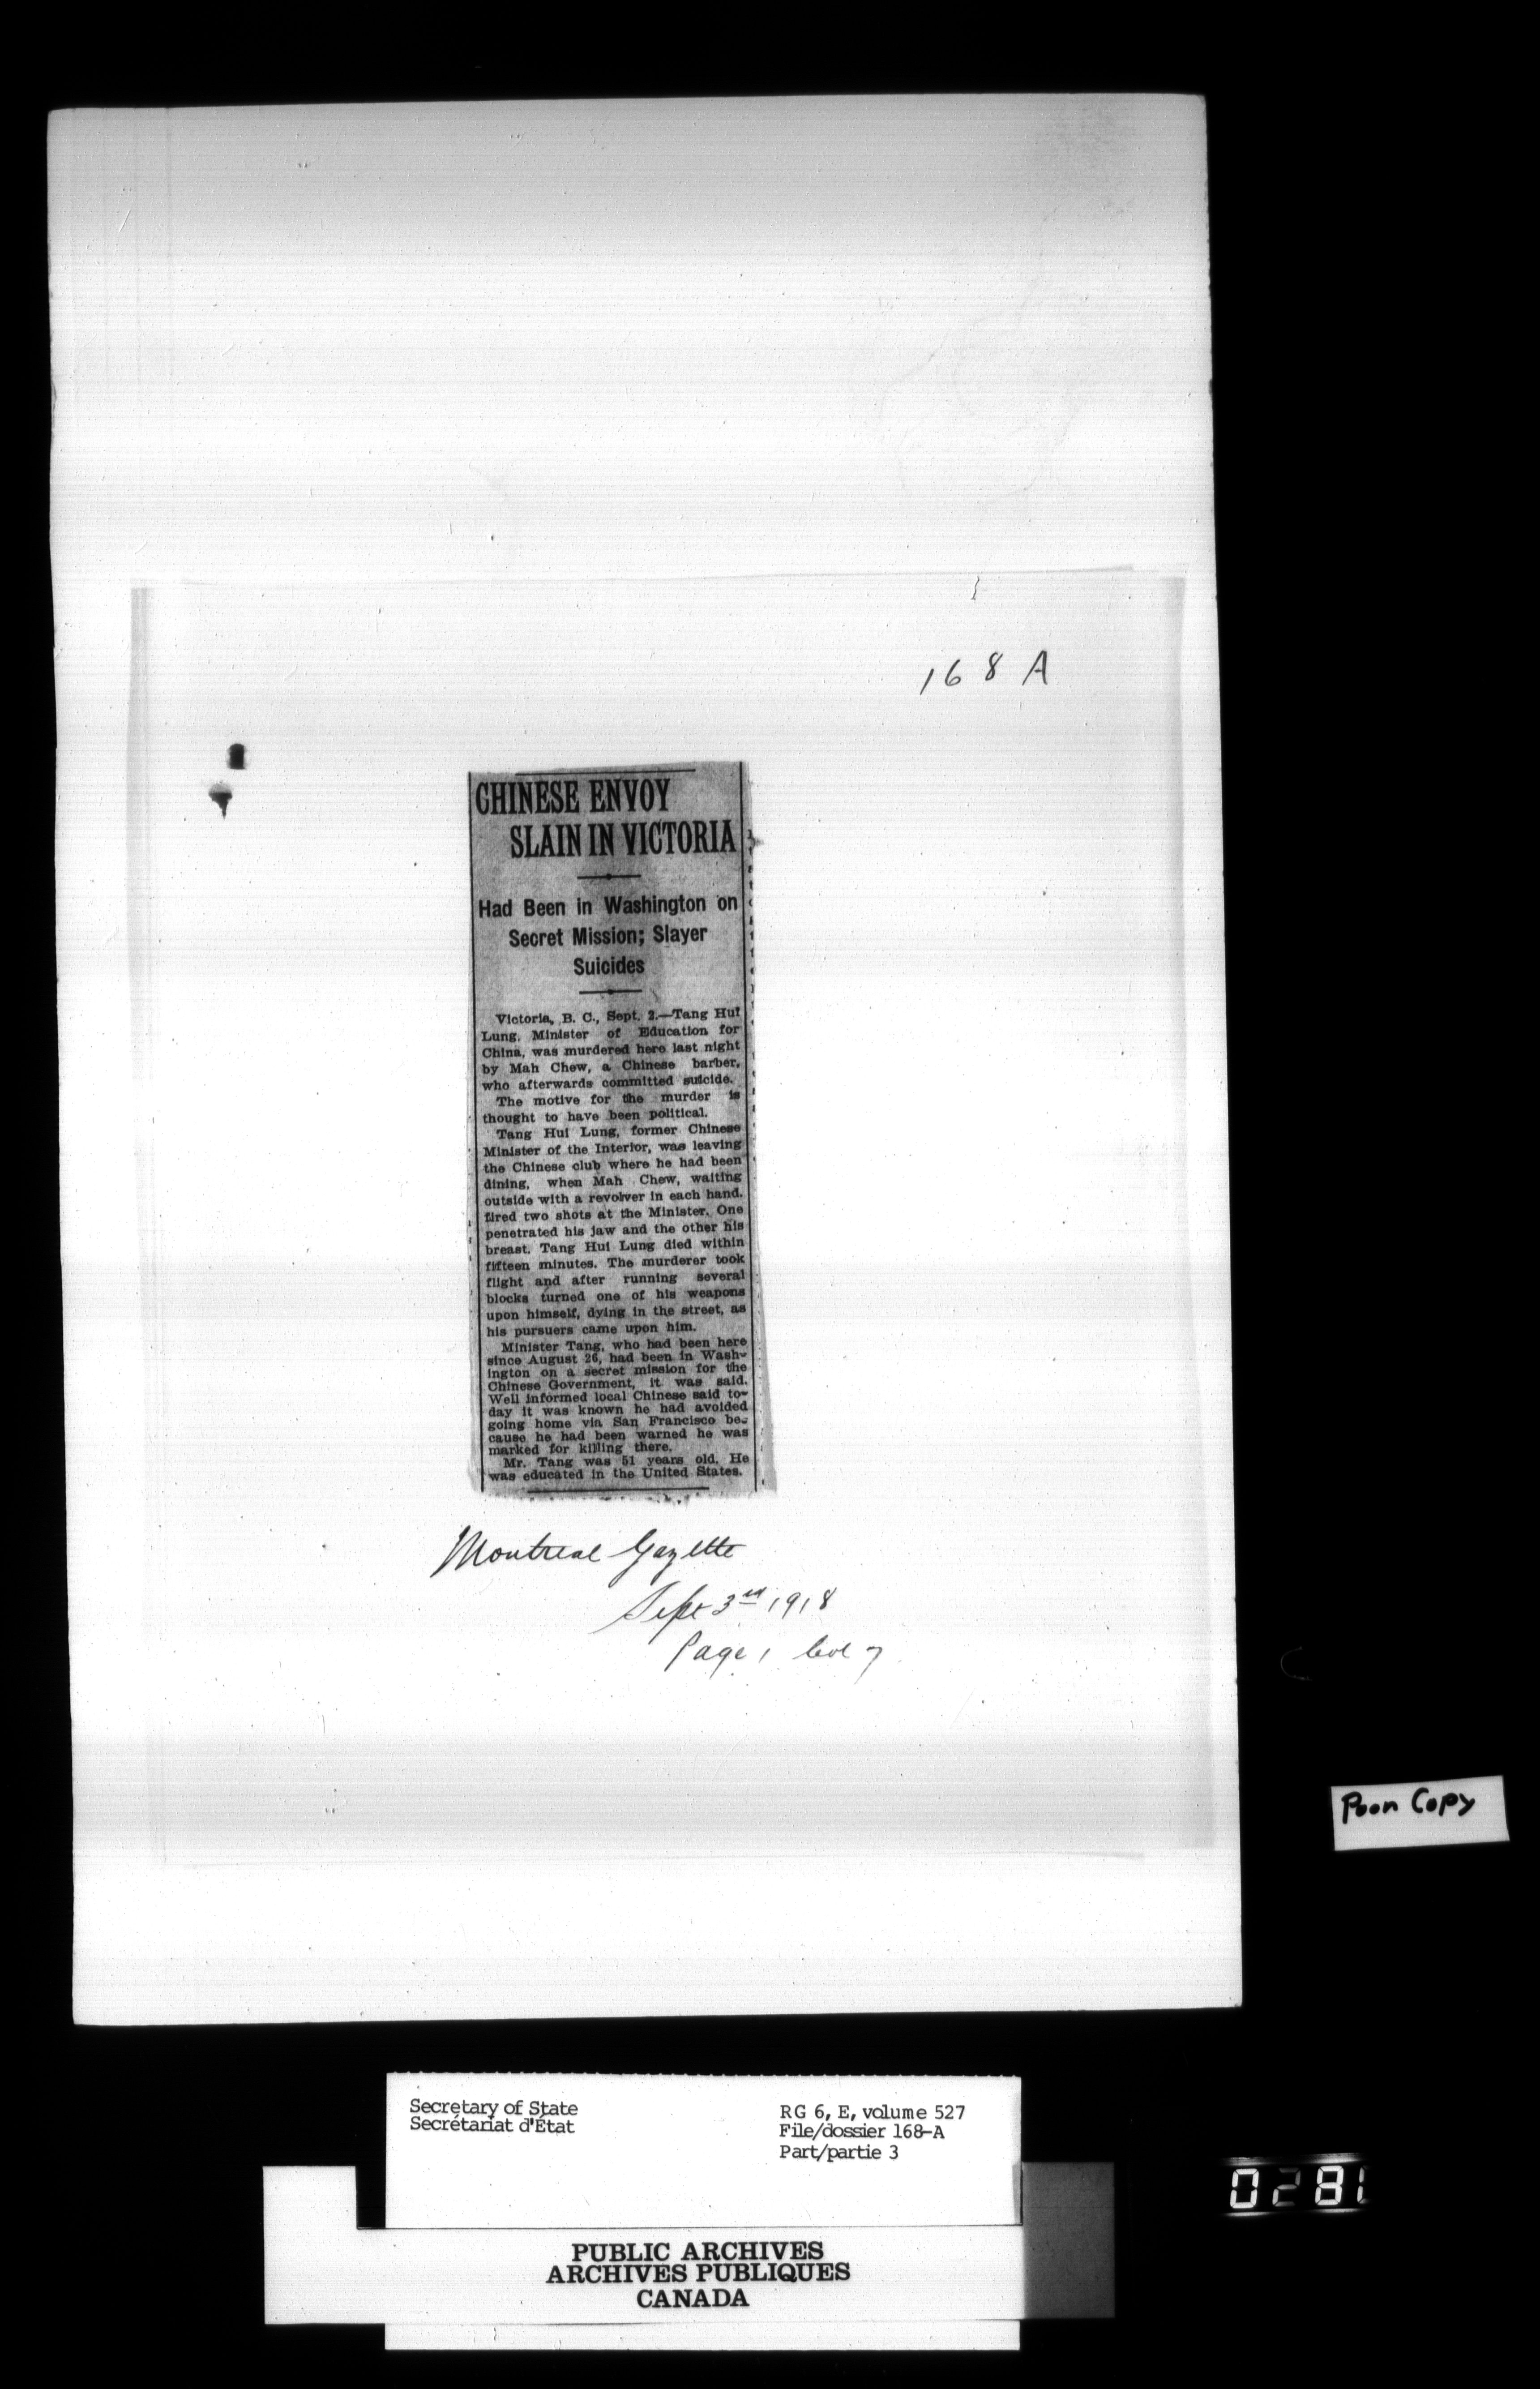 168 A
CHINESE ENVOY
SLAIN IN VICTORIA
Had Been in Washington on
Secret Mission; Slayer
Suicides
Victoria, B. C., Sept. 2.—Tang Hui
Lung, Minister of Education for
China, was murdered here last night
by Mah Chew, a Chinese barber,
who afterwards committed suicide.
The motive for the murder is
thought to have been political.
Tang Hui Lung, former Chinese
Minister of the Interior, was leaving
the Chinese club where he had been
dining, when Mah Chew, waiting
outside with a revolver in each hand,
fired two shots at the Minister. One
penetrated his jaw and the other his
breast. Tang Hui Lung died within
fifteen minutes. The murderer took
flight and after running several
blocks turned one of his weapons
upon himself, dying in the street, as
his pursuers came upon him.
Minister Tang, who had been here
since August 26, had been in Wash-
ington on a secret mission for the
Chinese Government, it was said.
Well informed local Chinese said to-
day it was known he had avoided
going home via San Francisco be-
cause he had been warned he was
marked for killing there.
Mr. Tang was 51 years old. He
was educated in the United States.
Montreal Gazette
Sept 3rd 1918
Page 1 Col 7
Poor Copy
Secretary of State
Secrétariat d'État
RG 6, E, volume 527
File/dossier 168-A
Part/partie 3
0281
PUBLIC ARCHIVES
ARCHIVES PUBLIQUES
CANADA